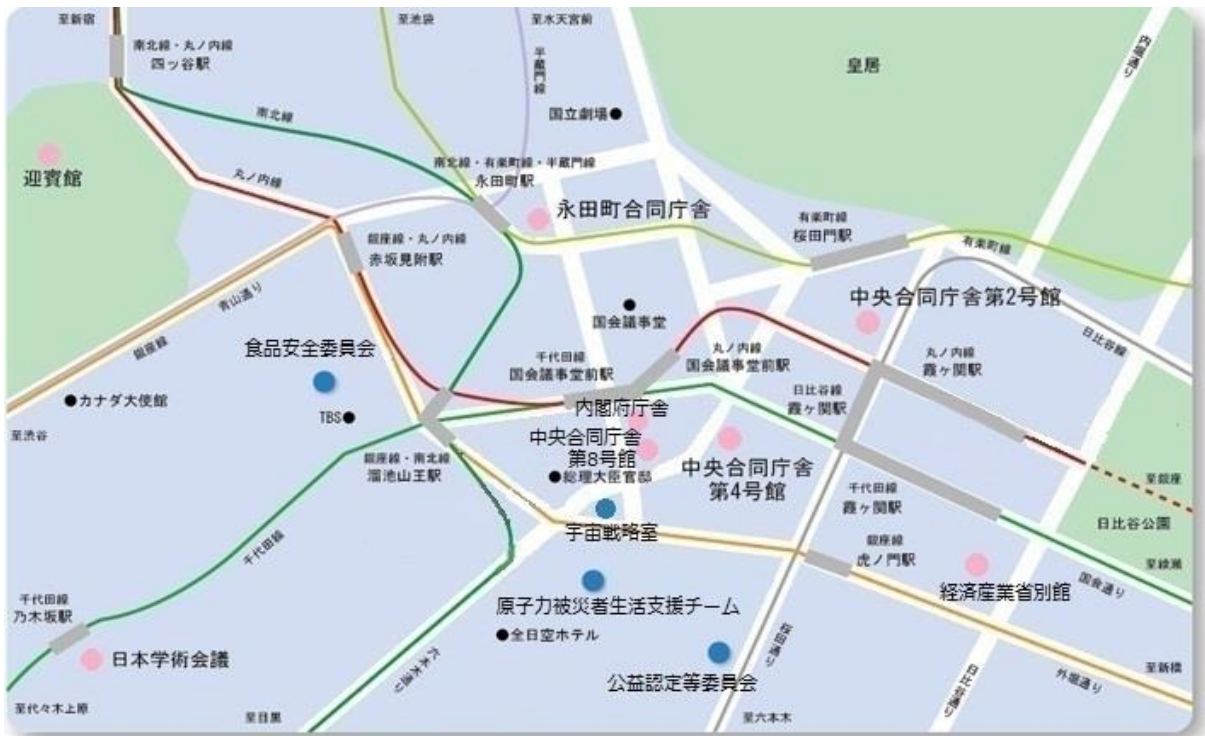 至新宿
至池袋
至水天宮前
南北線・丸ノ内線
四ッ谷駅
半蔵門線
内堀通り
皇居
南北線
国立劇場●
迎賓館
丸ノ内線
南北線・有楽町線・半蔵門線
永田町駅
永田町合同庁舎
有楽町線
桜田門駅
有楽町線
銀座線・丸ノ内線
赤坂見附駅
青山通り
銀座線
中央合同庁舎第2号館
日比谷線
国会議事堂
食品安全委員会
千代田線
国会議事堂前駅
丸ノ内線
国会議事堂前駅
丸ノ内線
霞ヶ関駅
日比谷線
霞ヶ関駅
●カナダ大使館
TBS●
内閣府庁舎
至渋谷
中央合同庁舎
第8号館
中央合同庁舎
第4号館
銀座線・南北線
溜池山王駅
●総理大臣官邸
千代田線
霞ヶ関駅
至銀座
日比谷公園
宇宙戦略室
千代田線
銀座線
虎ノ門駅
至綾瀬
国会通り
経済産業省別館
千代田線
乃木坂駅
原子力被災者生活支援チーム
●全日空ホテル
桜田通り
日本学術会議
六本木通り
公益認定等委員会
日比谷通り
外堀通り
至新橋
至代々木上原
至目黒
至六本木